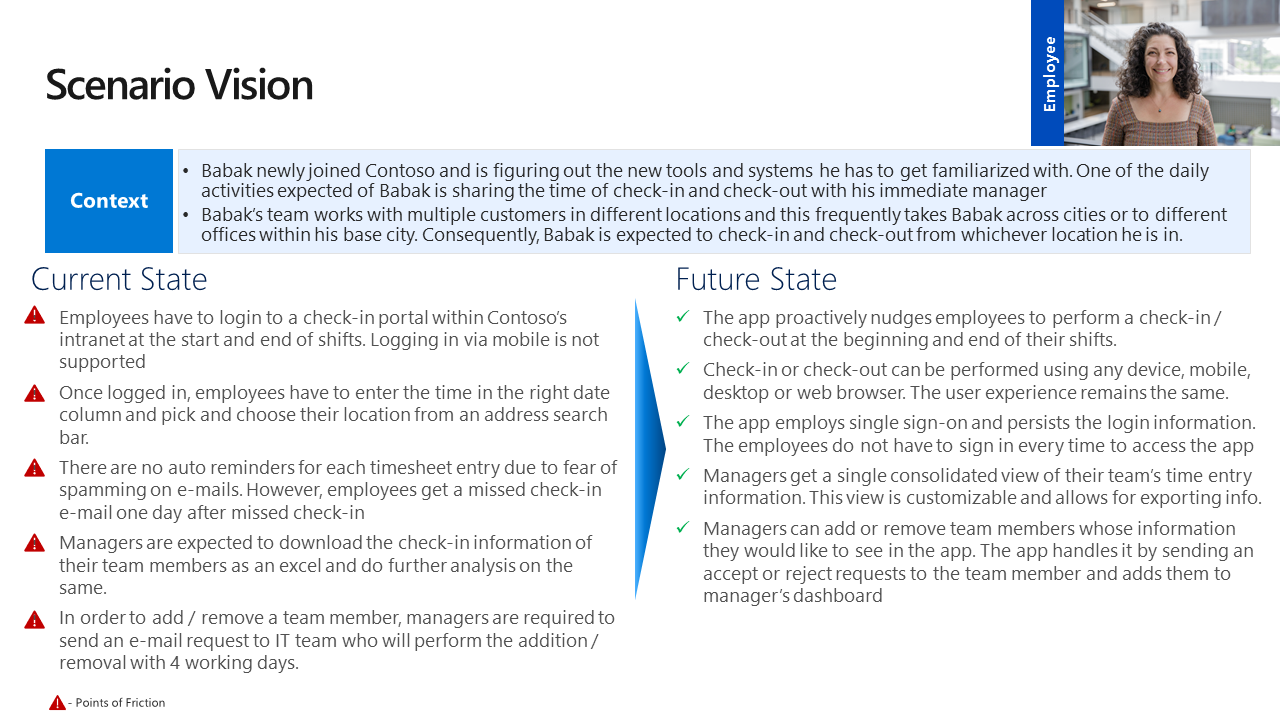 Employee
Scenario Vision
Context
• Babak newly joined Contoso and is figuring out the new tools and systems he has to get familiarized with. One of the daily
activities expected of Babak is sharing the time of check-in and check-out with his immediate manager
• Babak's team works with multiple customers in different locations and this frequently takes Babak across cities or to different
offices within his base city. Consequently, Babak is expected to check-in and check-out from whichever location he is in.
Current State
Employees have to login to a check-in portal within Contoso's
intranet at the start and end of shifts. Logging in via mobile is not
supported
Once logged in, employees have to enter the time in the right date
column and pick and choose their location from an address search
bar.
There are no auto reminders for each timesheet entry due to fear of
spamming on e-mails. However, employees get a missed check-in
e-mail one day after missed check-in
Managers are expected to download the check-in information of
their team members as an excel and do further analysis on the
same.
In order to add / remove a team member, managers are required to
send an e-mail request to IT team who will perform the addition /
removal with 4 working days.
- Points of Friction
Future State
✓ The app proactively nudges employees to perform a check-in /
check-out at the beginning and end of their shifts.
✓ Check-in or check-out can be performed using any device, mobile,
desktop or web browser. The user experience remains the same.
✓ The app employs single sign-on and persists the login information.
The employees do not have to sign in every time to access the app
✓ Managers get a single consolidated view of their team's time entry
information. This view is customizable and allows for exporting info.
✓ Managers can add or remove team members whose information
they would like to see in the app. The app handles it by sending an
accept or reject requests to the team member and adds them to
manager's dashboard